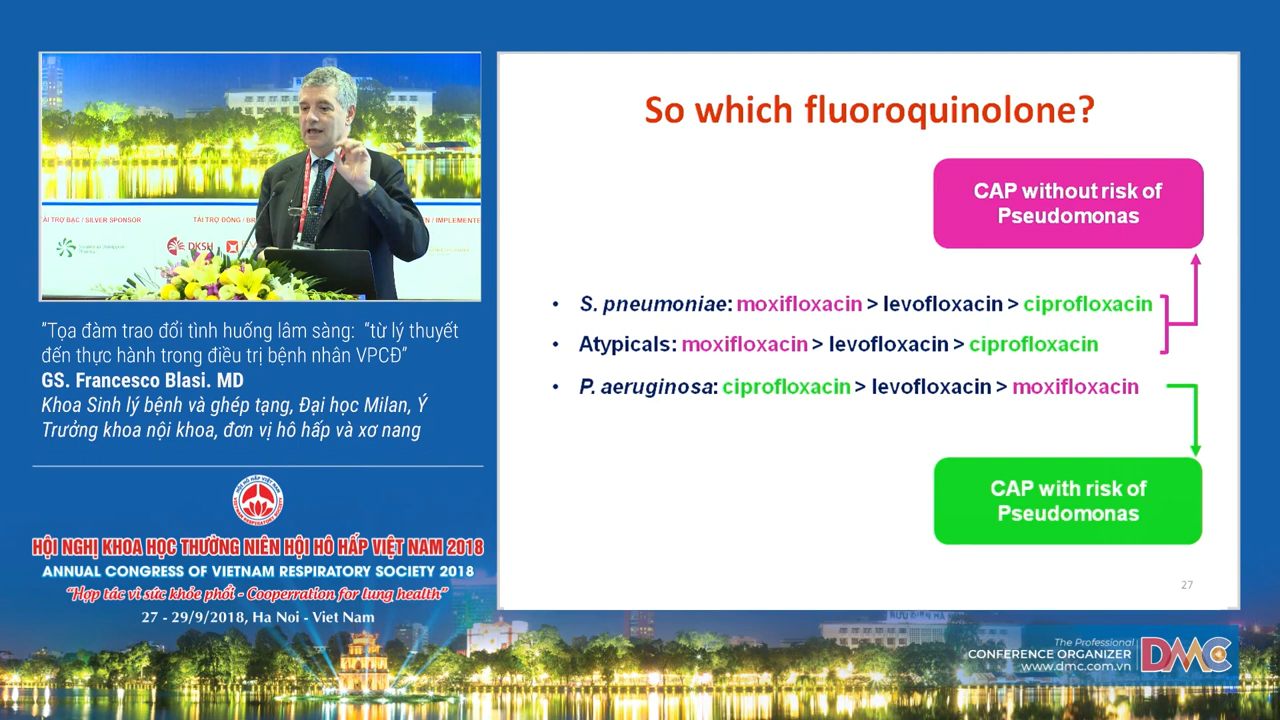 So which fluoroquinolone?
CAP without risk of
Pseudomonas
• S. pneumoniae: moxifloxacin > levofloxacin > ciprofloxacin
• Atypicals: moxifloxacin > levofloxacin > ciprofloxacin
• P. aeruginosa: ciprofloxacin > levofloxacin > moxifloxacin
CAP with risk of
Pseudomonas
27
ÀI TRỢ BẠC / SILVER SPONSOR
TÀI TRỢ ĐỒNG / BR
N / IMPLEMENTE
DKSH
"Tọa đàm trao đổi tình huống lâm sàng: “từ lý thuyết
đến thực hành trong điều trị bệnh nhân VPCĐ”
GS. Francesco Blasi. MD
Khoa Sinh lý bệnh và ghép tạng, Đại học Milan, Ý
Trưởng khoa nội khoa, đơn vị hô hấp và xơ nang
HỘI NGHỊ KHOA HỌC THƯỜNG NIÊN HỘI HÔ HẤP VIỆT NAM 2018
ANNUAL CONGRESS OF VIETNAM RESPIRATORY SOCIETY 2018
"Hợp tác vì sức khỏe phổi - Cooperration for lung health"
27 - 29/9/2018, Ha Noi - Viet Nam
The Professional
CONFERENCE ORGANIZER
www.dmc.com.vn
DMC